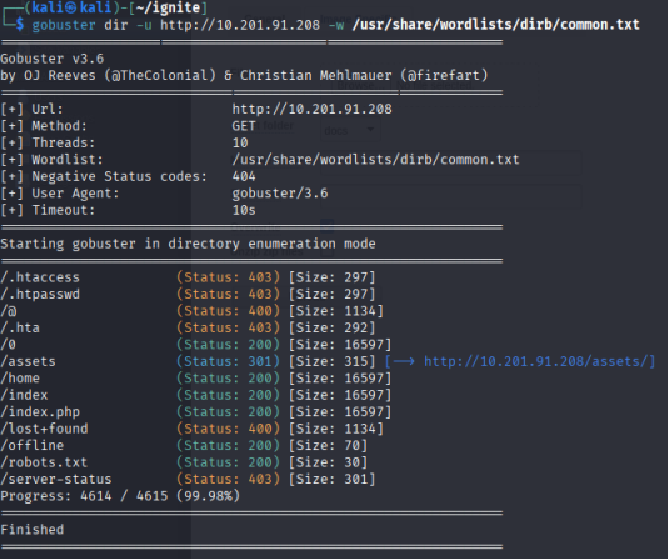 (kali㉿kali)-[~/ignite]
$ gobuster dir -u http://10.201.91.208 -w /usr/share/wordlists/dirb/common.txt
Gobuster v3.6
by OJ Reeves (@TheColonial) & Christian Mehlmauer (@firefart)
[+] Url: http://10.201.91.208
[+] Method: GET
[+] Threads: 10
[+] Wordlist: /usr/share/wordlists/dirb/common.txt
[+] Negative Status codes: 404
[+] User Agent: gobuster/3.6
[+] Timeout: 10s
Starting gobuster in directory enumeration mode
/.htaccess (Status: 403) [Size: 297]
/.htpasswd (Status: 403) [Size: 297]
/@ (Status: 400) [Size: 1134]
/.hta (Status: 403) [Size: 292]
/0 (Status: 200) [Size: 16597]
/assets (Status: 301) [Size: 315] [--> http://10.201.91.208/assets/]
/home (Status: 200) [Size: 16597]
/index (Status: 200) [Size: 16597]
/index.php (Status: 200) [Size: 16597]
/lost+found (Status: 400) [Size: 1134]
/offline (Status: 200) [Size: 70]
/robots.txt (Status: 200) [Size: 30]
/server-status (Status: 403) [Size: 301]
Progress: 4614 / 4615 (99.98%)
Finished